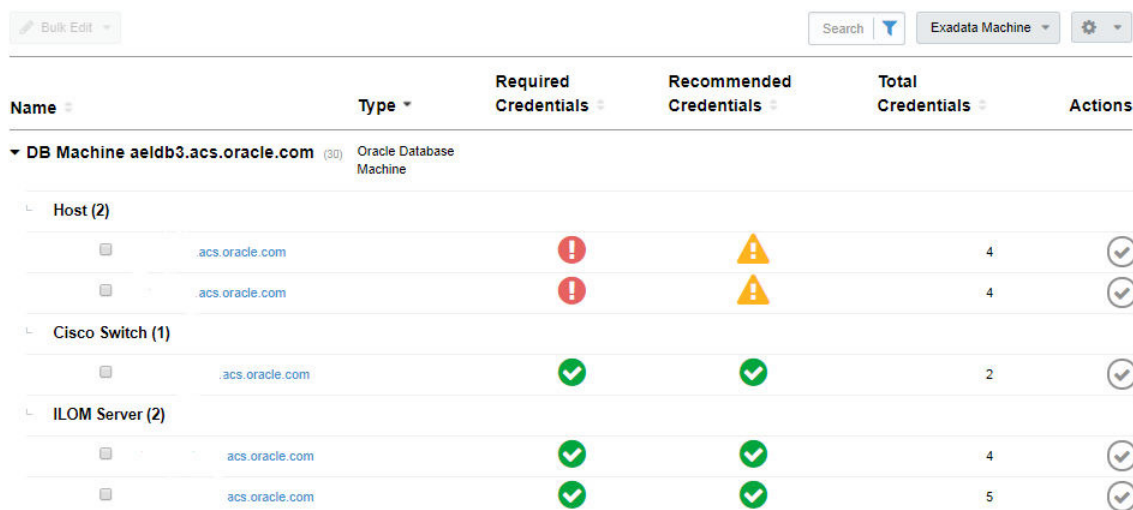 Bulk Edit
Search
Exadata Machine
Name
Type
Required Credentials
Recommended Credentials
Total Credentials
Actions
DB Machine aeldb3.acs.oracle.com (30)
Oracle Database
Machine
Host (2)
.acs.oracle.com 4
.acs.oracle.com 4
Cisco Switch (1)
.acs.oracle.com 2
ILOM Server (2)
acs.oracle.com 4
acs.oracle.com 5